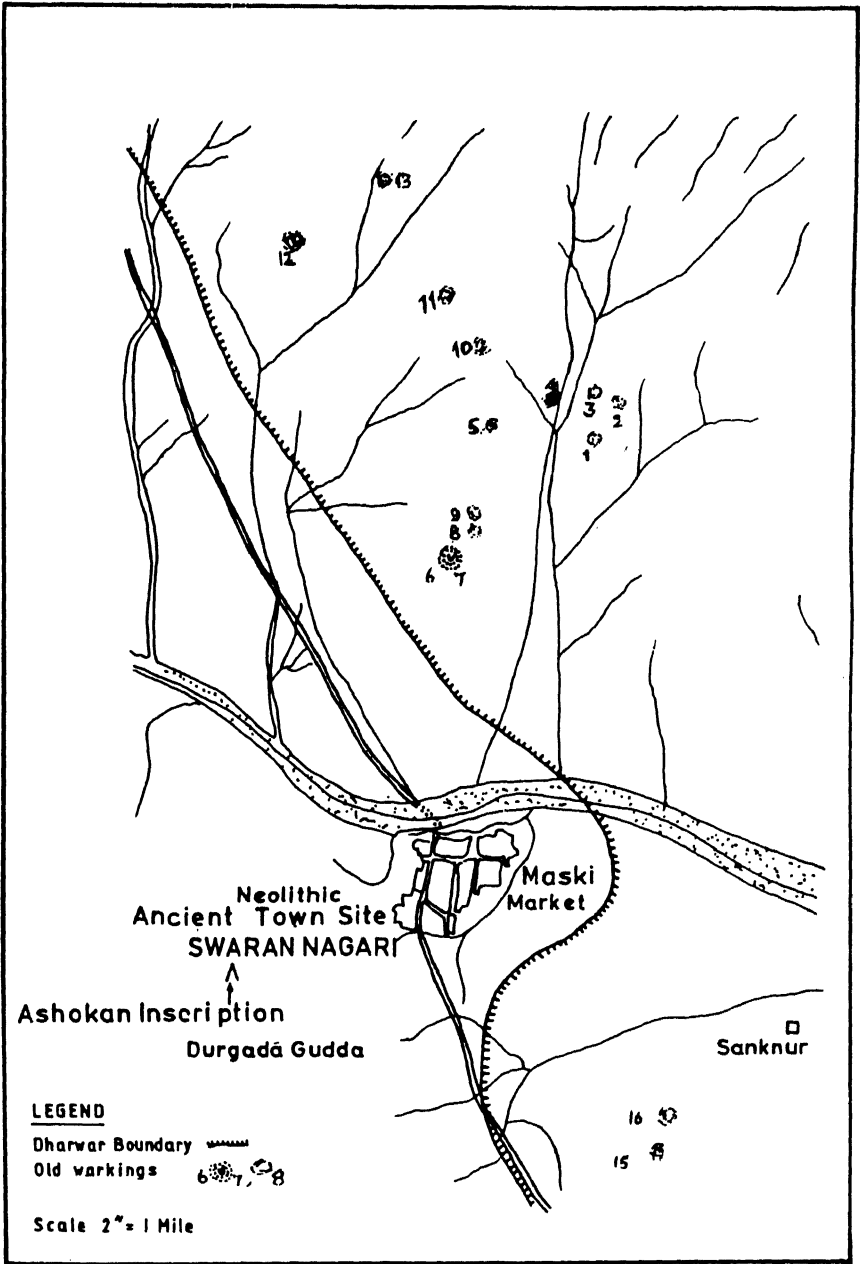 13
12
11
10
4
3
2
5
1
9
8
6 7
Maski
Market
Neolithic
Ancient Town Site
SWARAN NAGARI
Ashokan Inscription
Durgadá Gudda
Sanknur
16
15
LEGEND
Dharwar Boundary
Old warkings 6 7, 8
Scale 2"= 1 Mile